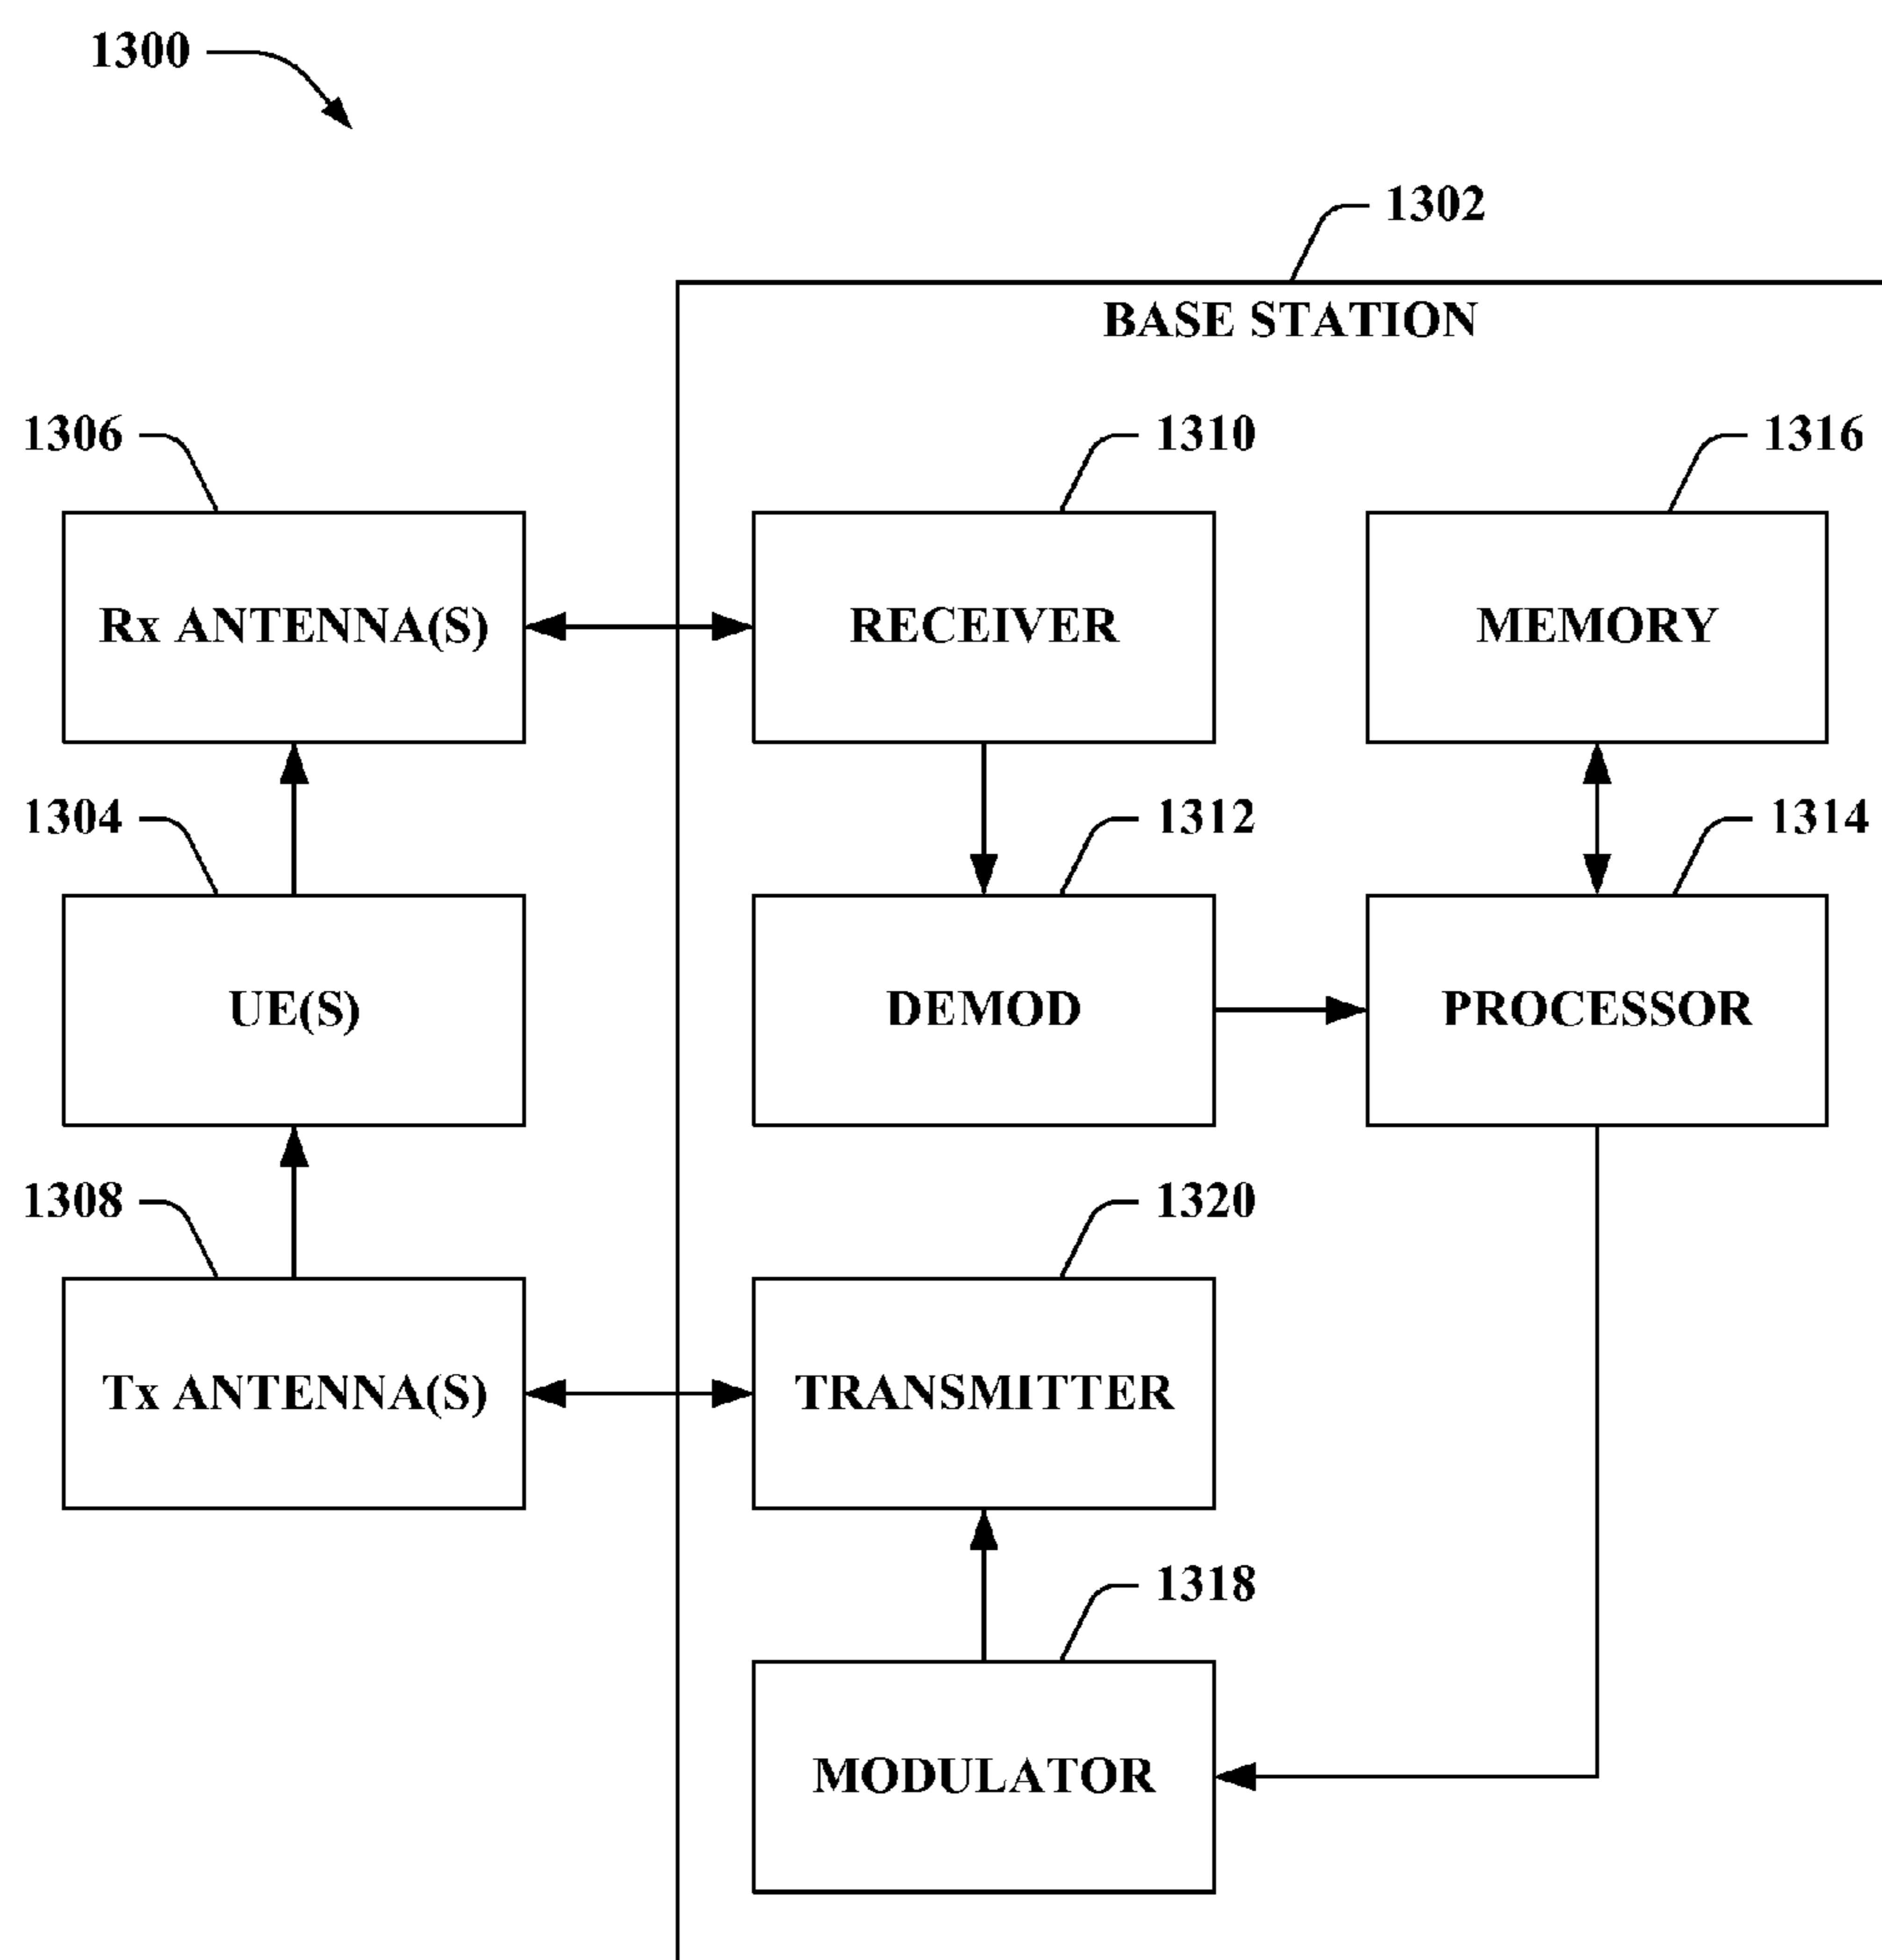 1300
1302
BASE STATION
1306
1310
1316
Rx ANTENNA(S)
RECEIVER
MEMORY
1304
1312
1314
UE(S)
DEMOD
PROCESSOR
1308
1320
Tx ANTENNA(S)
TRANSMITTER
1318
MODULATOR